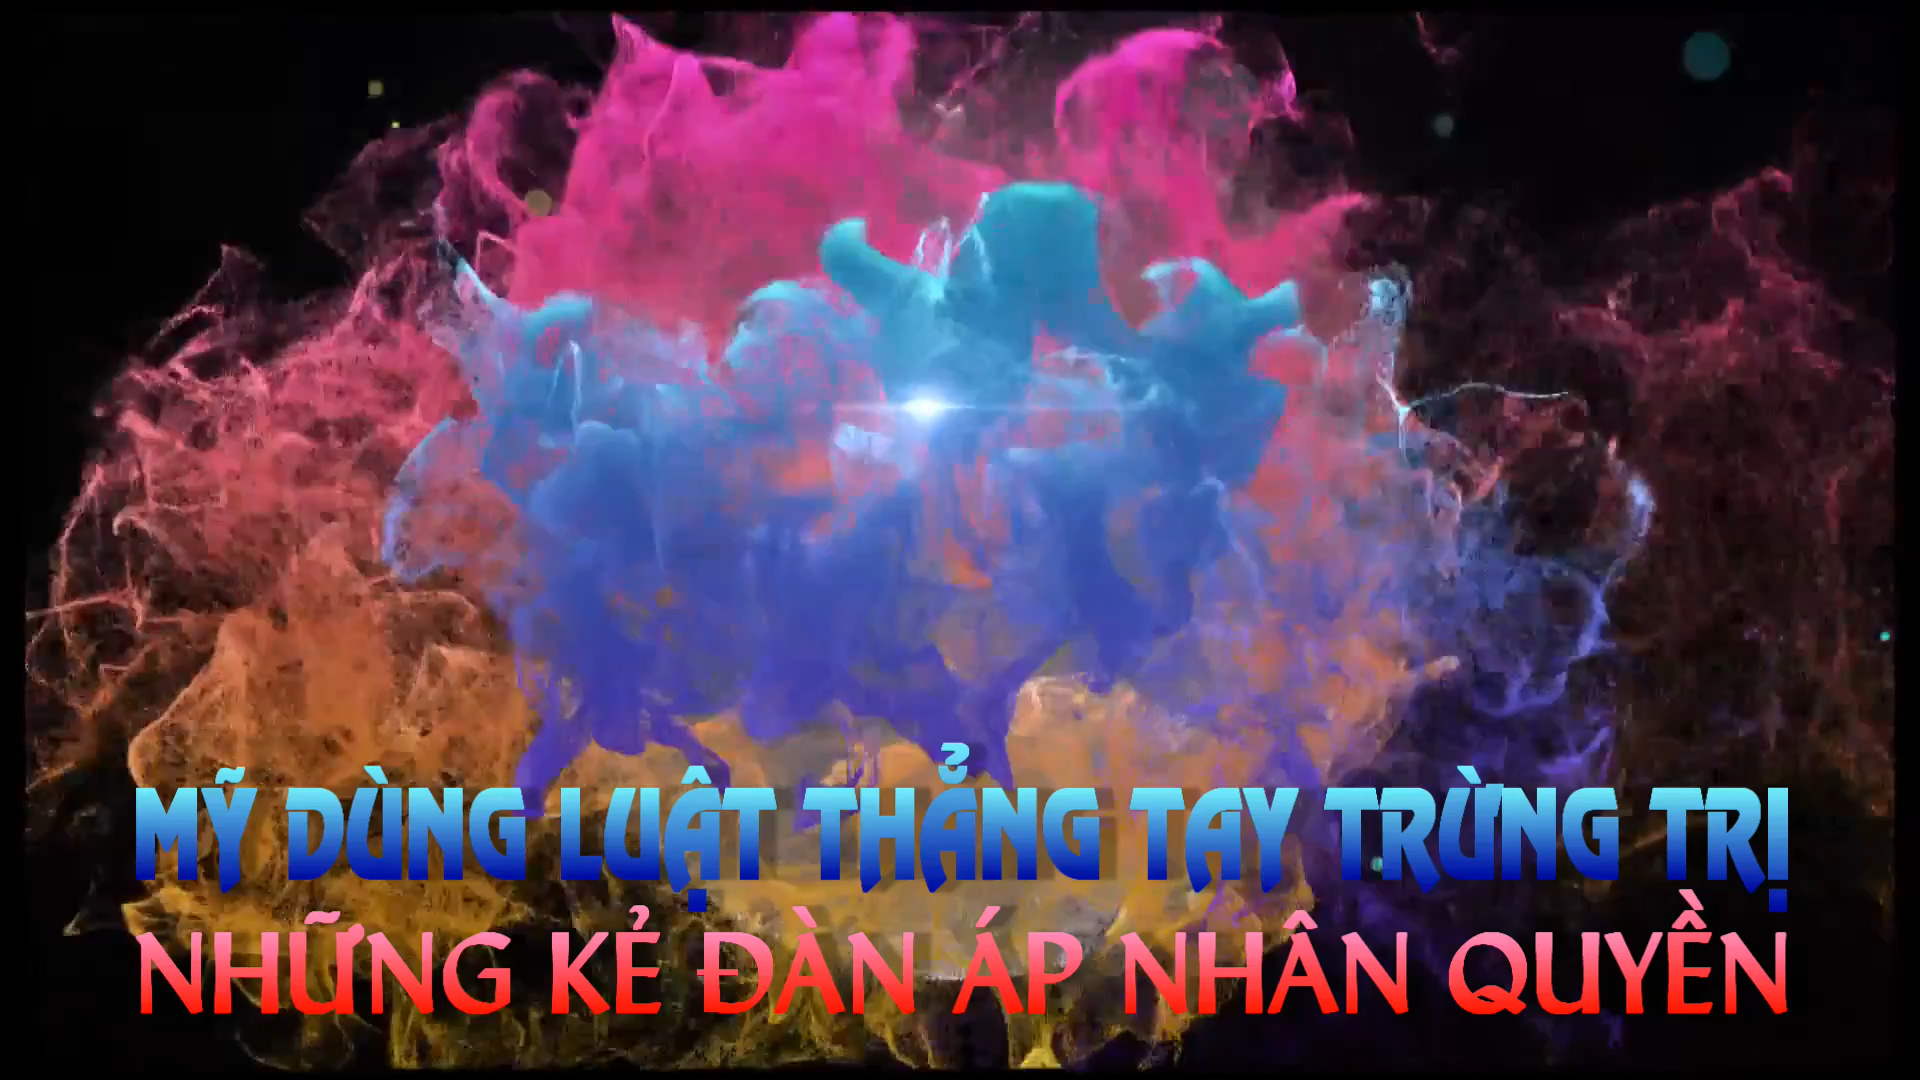 MỸ DÙNG LUẬT THẲNG TAY TRỪNG TRỊ
NHỮNG KẺ ĐÀN ÁP NHÂN QUYỀN